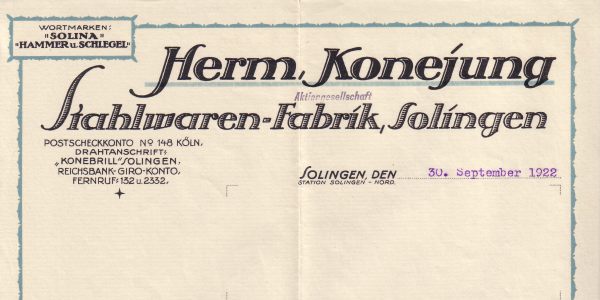 WORTMARKEN:
"SOLINA"
"HAMMER u. SCHLEGEL"
Herm. Konejung
Aktiengesellschaft
Stahlwaren-Fabrik, Solingen
POSTSCHECKKONTO No 148 KÖLN.
DRAHTANSCHRIFT:
„KONEBRILL" SOLINGEN.
REICHSBANK-GIRO-KONTO.
FERNRUF: 132 u. 2332.
SOLINGEN, DEN 30. September 1922
STATION SOLINGEN - NORD.